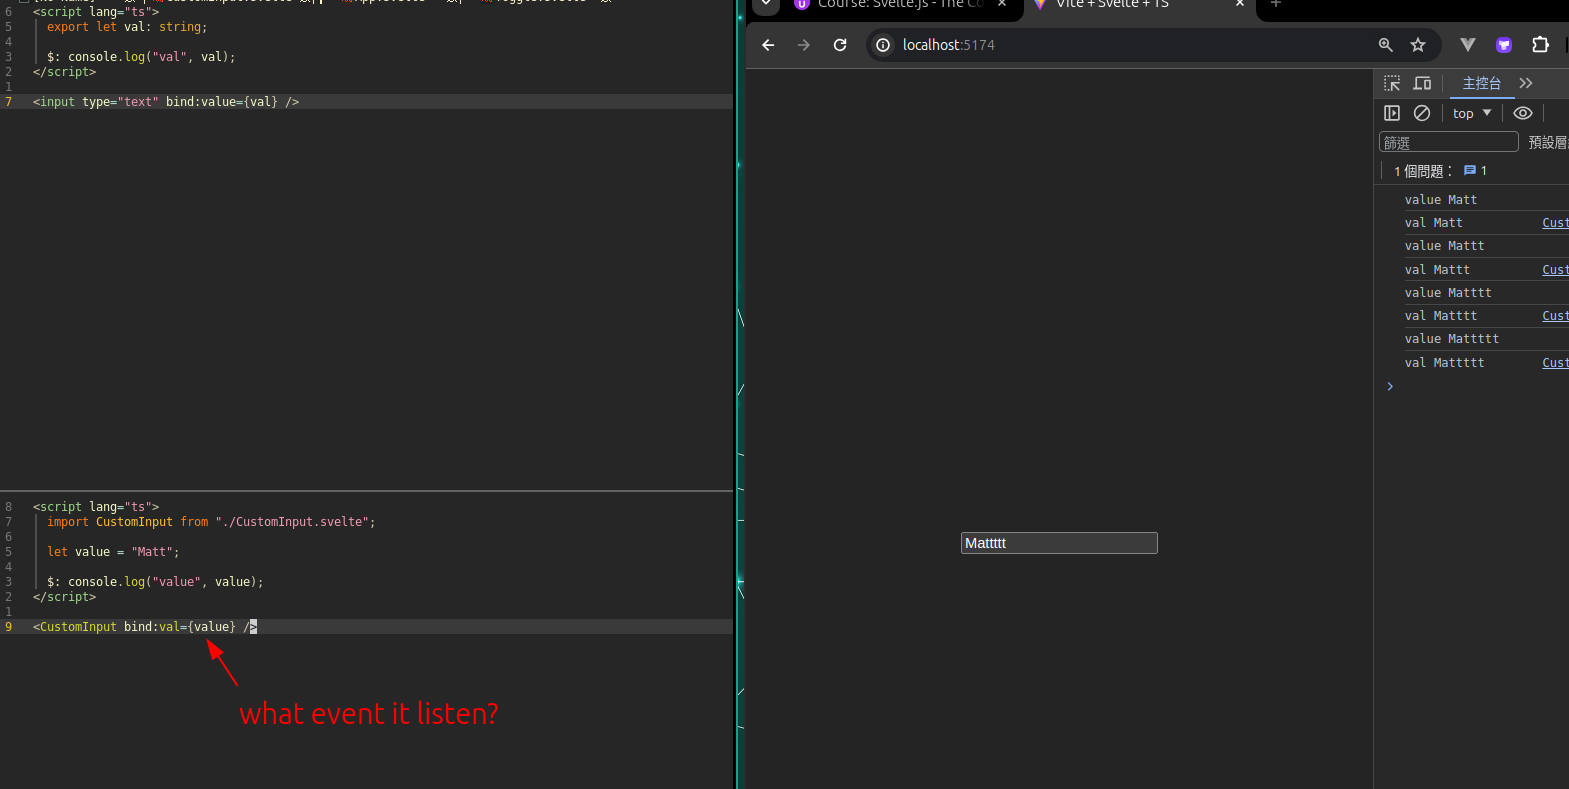 6 <script lang="ts">
5 export let val: string;
4
3 $: console.log("val", val);
2 </script>
1
7 <input type="text" bind:value={val} />
8 <script lang="ts">
7 import CustomInput from "./CustomInput.svelte";
6
5 let value = "Matt";
4
3 $: console.log("value", value);
2 </script>
1
9 <CustomInput bind:val={value} />
what event it listen?
Course: Svelte.js - The Co
Vite + Svelte + TS
localhost:5174
Mattttt
主控台
top
篩選
預設層
1 個問題： 1
value Matt
val Matt Cust
value Mattt
val Mattt Cust
value Matttt
val Matttt Cust
value Mattttt
val Mattttt Cust